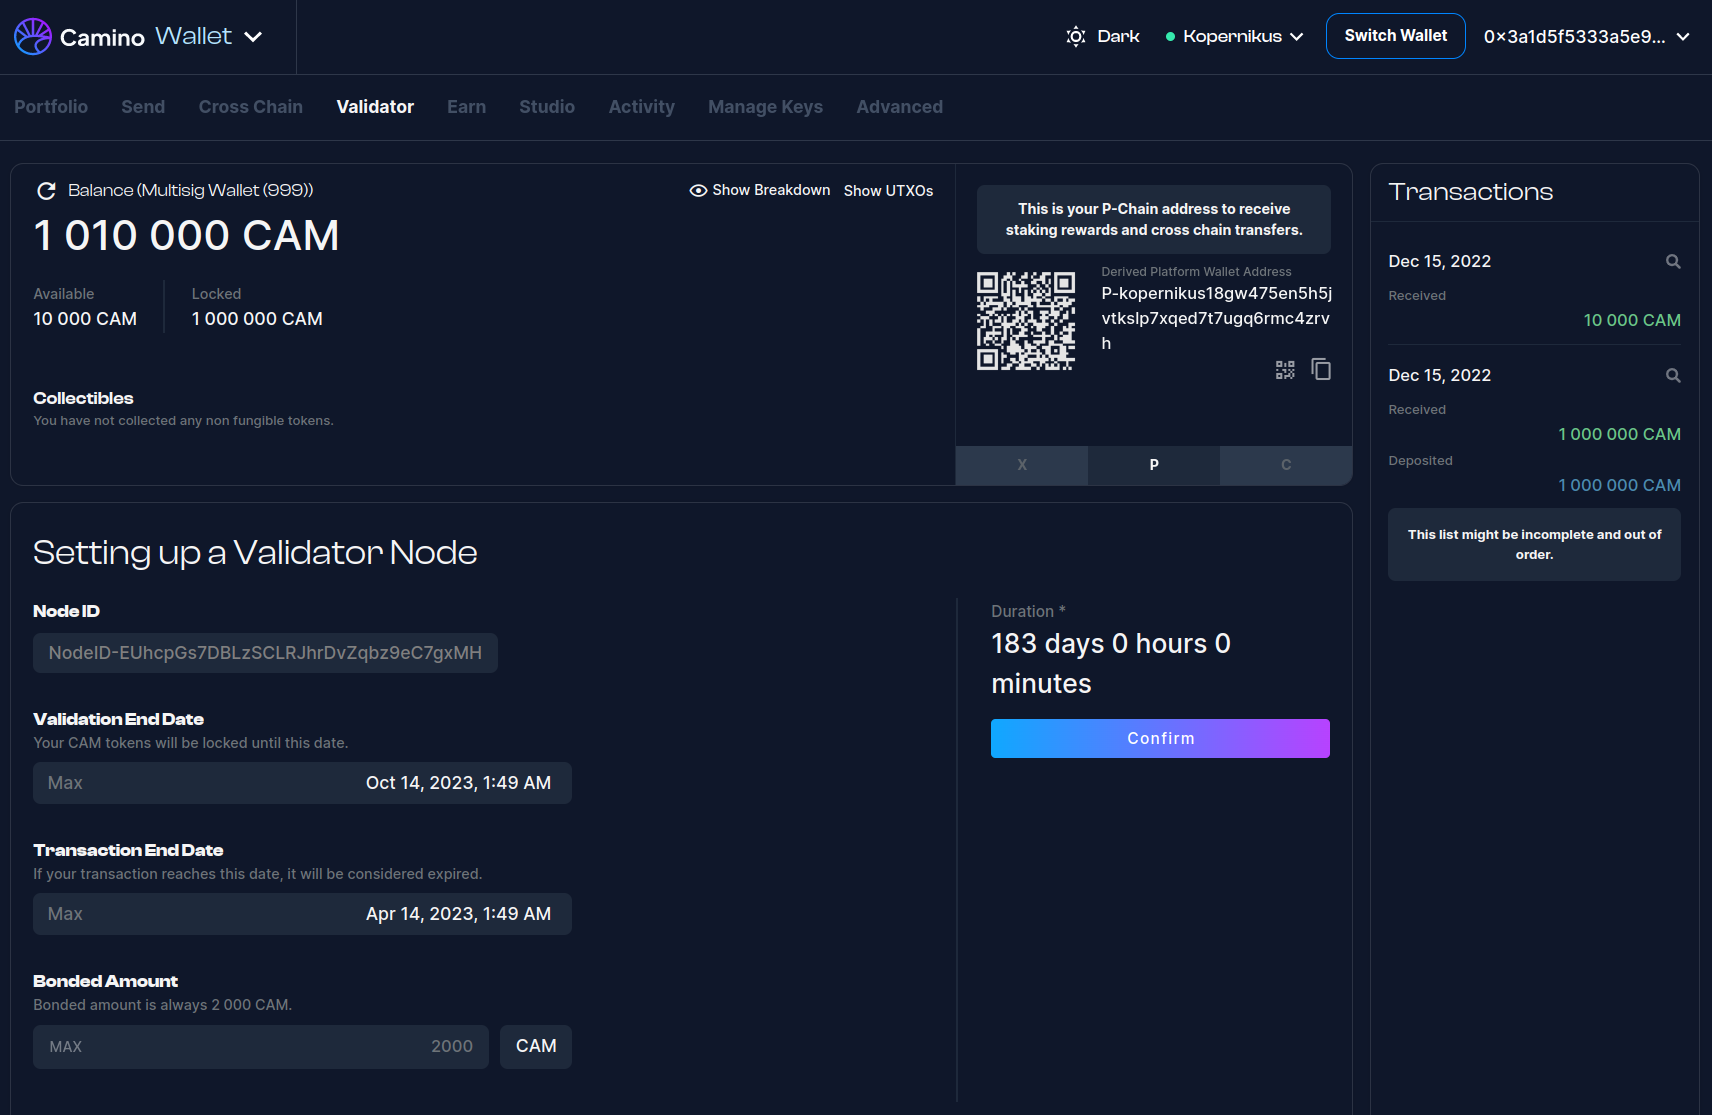 Camino Wallet
Dark
Kopernikus
Switch Wallet
0x3a1d5f5333a5e9...
Portfolio
Send
Cross Chain
Validator
Earn
Studio
Activity
Manage Keys
Advanced
Balance (Multisig Wallet (999))
Show Breakdown
Show UTXOs
1 010 000 CAM
Available
10 000 CAM
Locked
1 000 000 CAM
Collectibles
You have not collected any non fungible tokens.
This is your P-Chain address to receive
staking rewards and cross chain transfers.
Derived Platform Wallet Address
P-kopernikus18gw475en5h5j
vtkslp7xqed7t7ugq6rmc4zrv
h
X
P
C
Transactions
Dec 15, 2022
Received
10 000 CAM
Dec 15, 2022
Received
1 000 000 CAM
Deposited
1 000 000 CAM
This list might be incomplete and out of
order.
Setting up a Validator Node
Node ID
NodeID-EUhcpGs7DBLzSCLRJhrDvZqbz9eC7gxMH
Validation End Date
Your CAM tokens will be locked until this date.
Max
Oct 14, 2023, 1:49 AM
Transaction End Date
If your transaction reaches this date, it will be considered expired.
Max
Apr 14, 2023, 1:49 AM
Bonded Amount
Bonded amount is always 2 000 CAM.
MAX
2000
CAM
Duration *
183 days 0 hours 0
minutes
Confirm